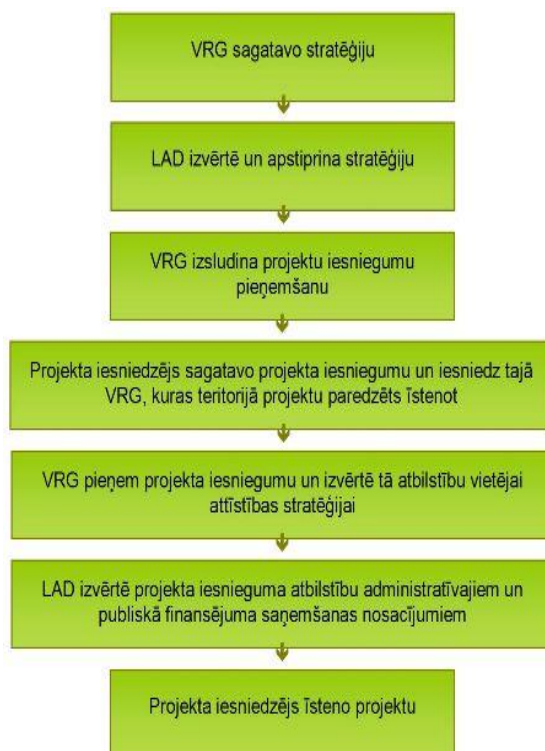 VRG sagatavo stratēģiju
LAD izvērtē un apstiprina stratēģiju
VRG izsludina projektu iesniegumu
pieņemšanu
Projekta iesniedzējs sagatavo projekta iesniegumu un iesniedz tajā
VRG, kuras teritorijā projektu paredzēts īstenot
VRG pieņem projekta iesniegumu un izvērtē tā atbilstību vietējai
attīstības stratēģijai
LAD izvērtē projekta iesnieguma atbilstību administratīvajiem un
publiskā finansējuma saņemšanas nosacījumiem
Projekta iesniedzējs īsteno projektu